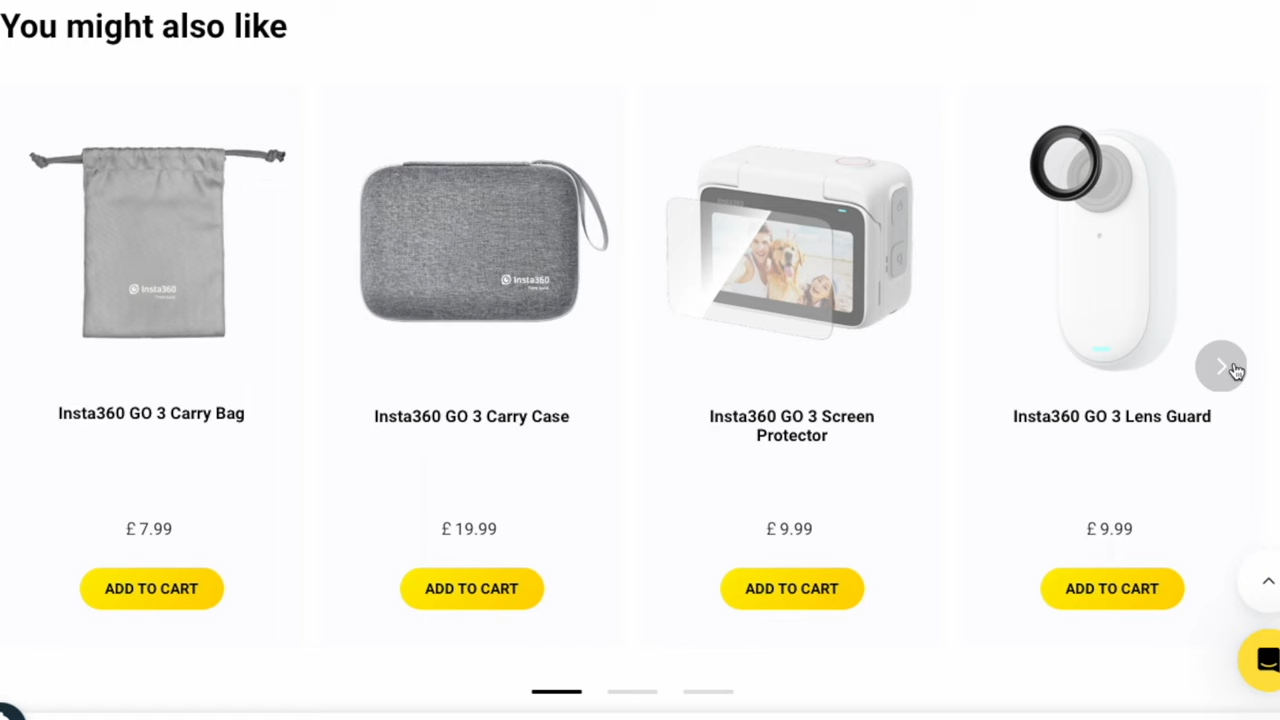 You might also like
Insta360
Insta360
Insta360 GO 3 Carry Bag
Insta360 GO 3 Carry Case
Insta360 GO 3 Screen
Protector
Insta360 GO 3 Lens Guard
£ 7.99
£ 19.99
£ 9.99
£ 9.99
ADD TO CART
ADD TO CART
ADD TO CART
ADD TO CART